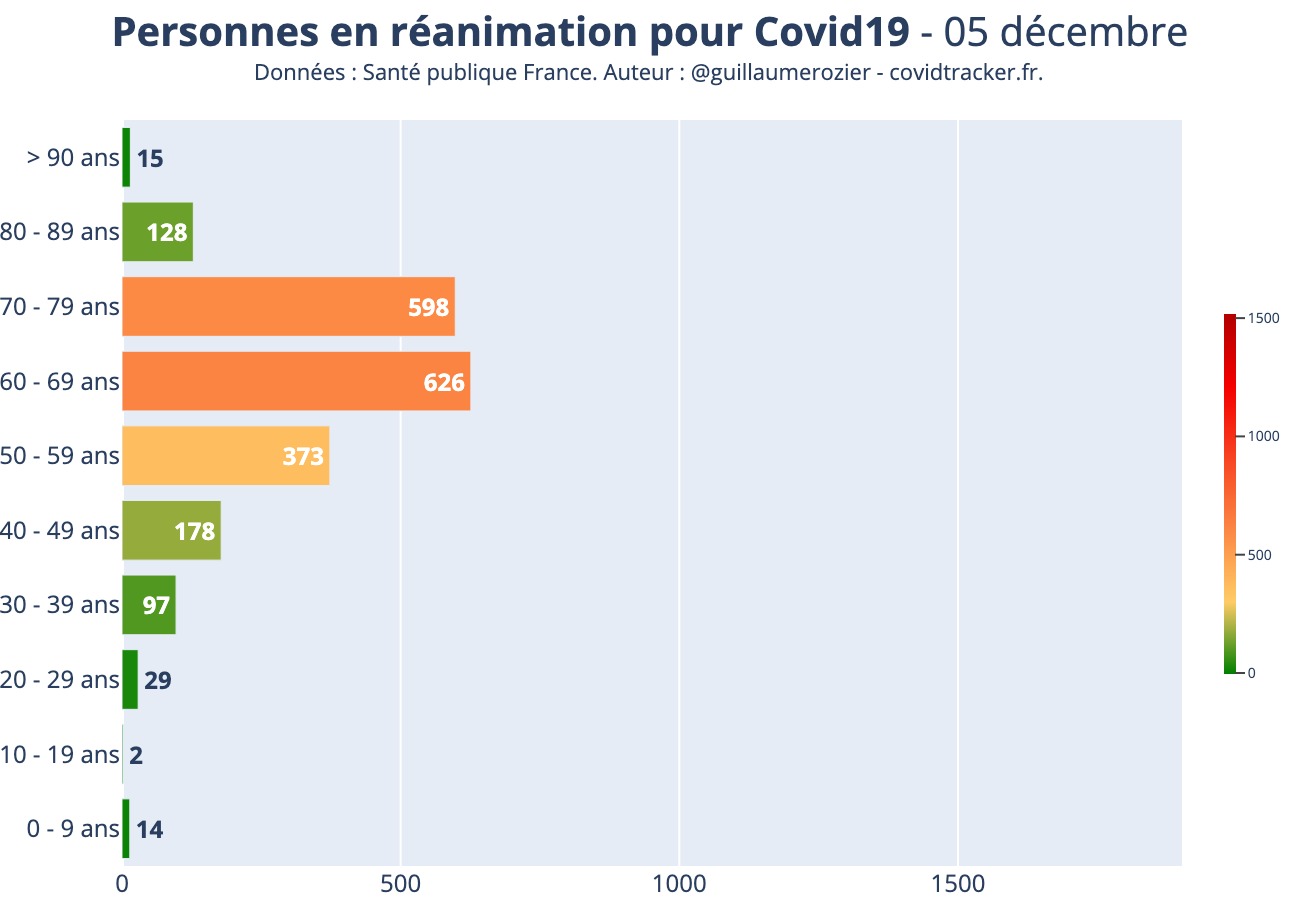 Personnes en réanimation pour Covid19 - 05 décembre
Données : Santé publique France. Auteur : @guillaumerozier - covidtracker.fr.
> 90 ans 15
80 - 89 ans 128
70 - 79 ans 598
60 - 69 ans 626
50 - 59 ans 373
40 - 49 ans 178
30 - 39 ans 97
20 - 29 ans 29
10 - 19 ans 2
0 - 9 ans 14
0 500 1000 1500
1500
1000
500
0